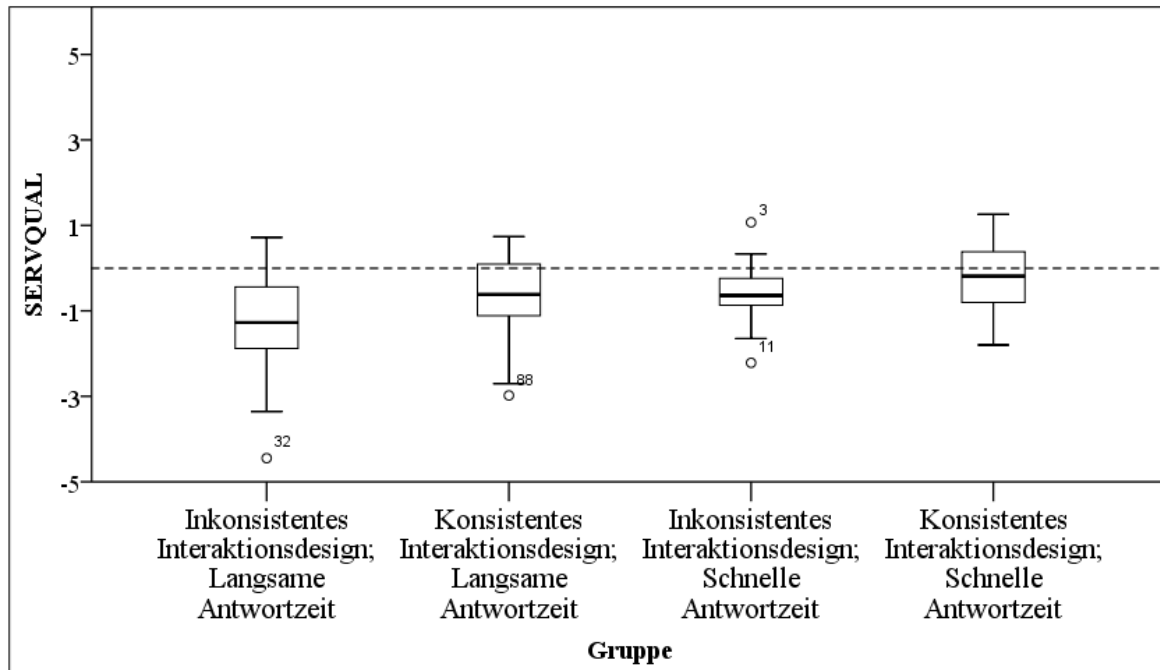 5
3
1
-1
-3
-5
SERVQUAL
32
88
3
11
Inkonsistentes
Interaktionsdesign;
Langsame
Antwortzeit
Konsistentes
Interaktionsdesign;
Langsame
Antwortzeit
Inkonsistentes
Interaktionsdesign;
Schnelle
Antwortzeit
Konsistentes
Interaktionsdesign;
Schnelle
Antwortzeit
Gruppe